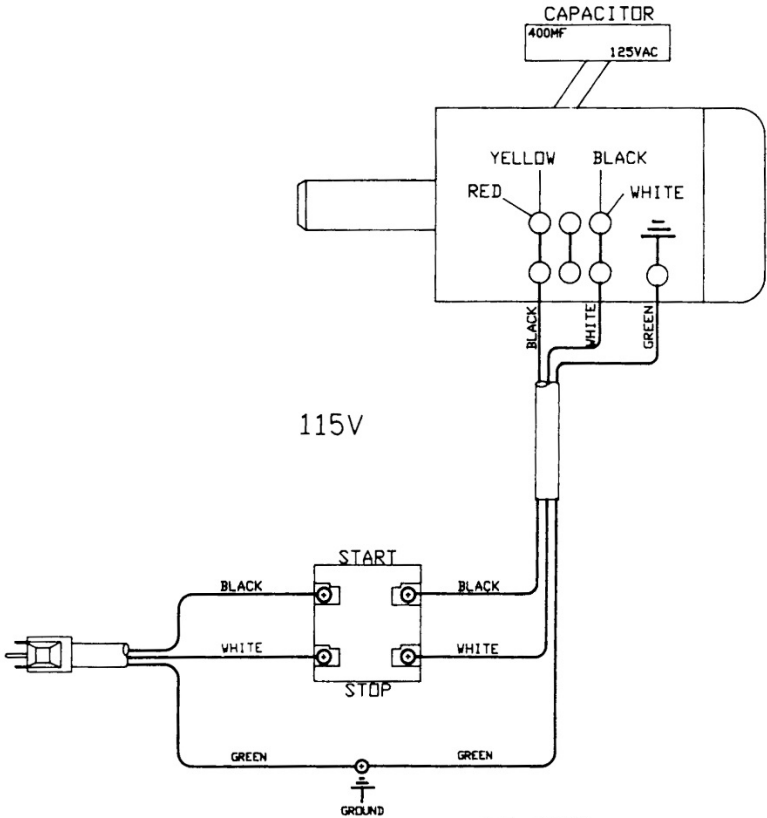 CAPACITOR
400MF
125VAC
YELLOW BLACK
RED WHITE
BLACK
WHITE
GREEN
115V
START
BLACK BLACK
WHITE WHITE
STOP
GREEN GREEN
GROUND